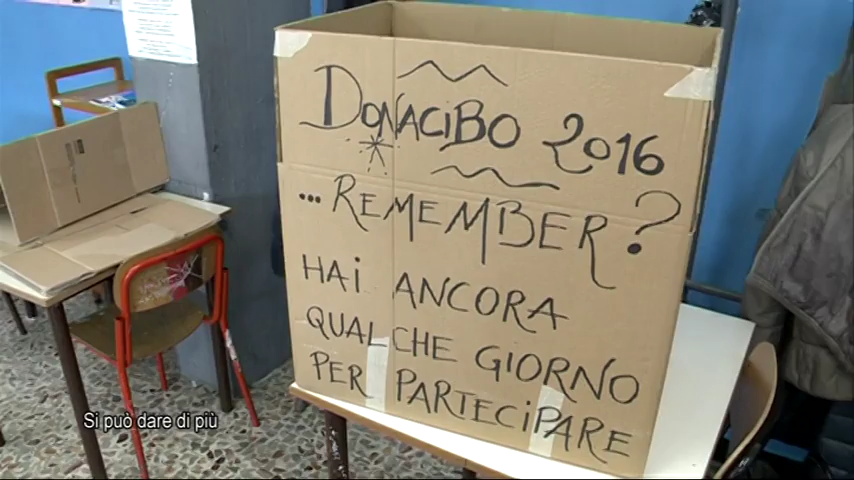 DONACIBO 2016
...REMEMBER?
HAI ANCORA
QUALCHE GIORNO
PER PARTECIPARE
Si può dare di più